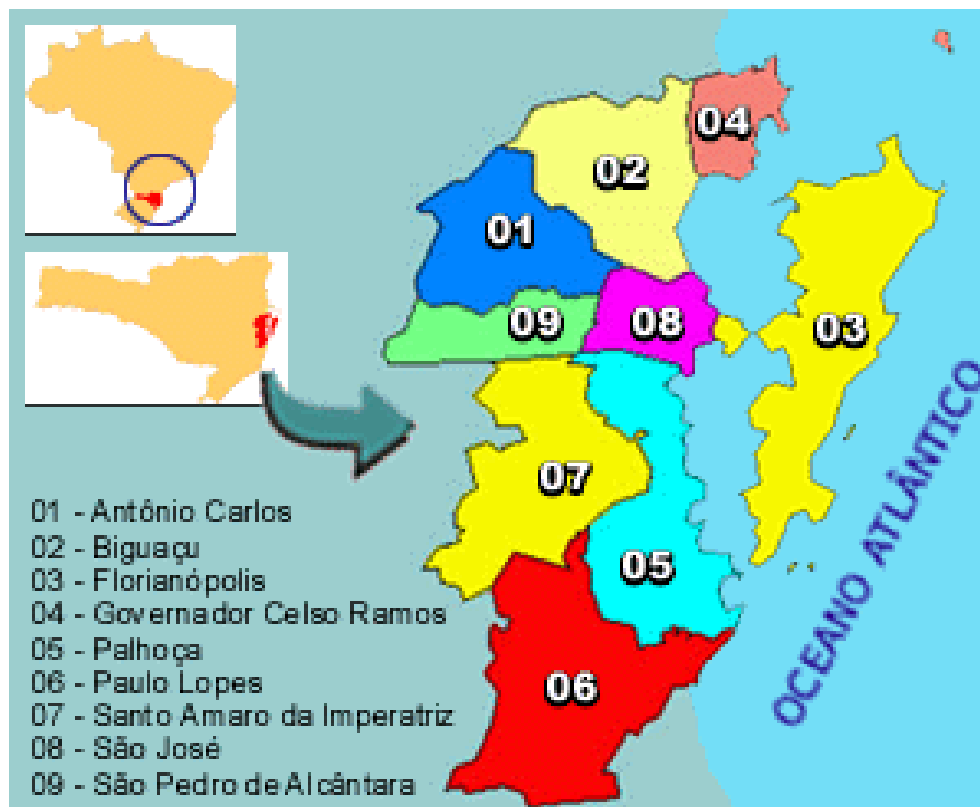 04
02
01
09
08
03
07
05
06
OCEANO ATLÂNTICO
01 - Antônio Carlos
02 - Biguaçu
03 - Florianópolis
04 - Governador Celso Ramos
05 - Palhoça
06 - Paulo Lopes
07 - Santo Amaro da Imperatriz
08 - São José
09 - São Pedro de Alcântara